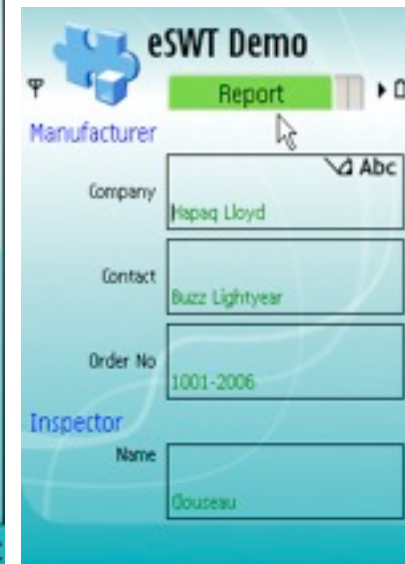 eSWT Demo
Report
Manufacturer
Abc
Company
Hapaq Lloyd
Contact
Buzz Lightyear
Order No
1001-2006
Inspector
Name
Clouseau